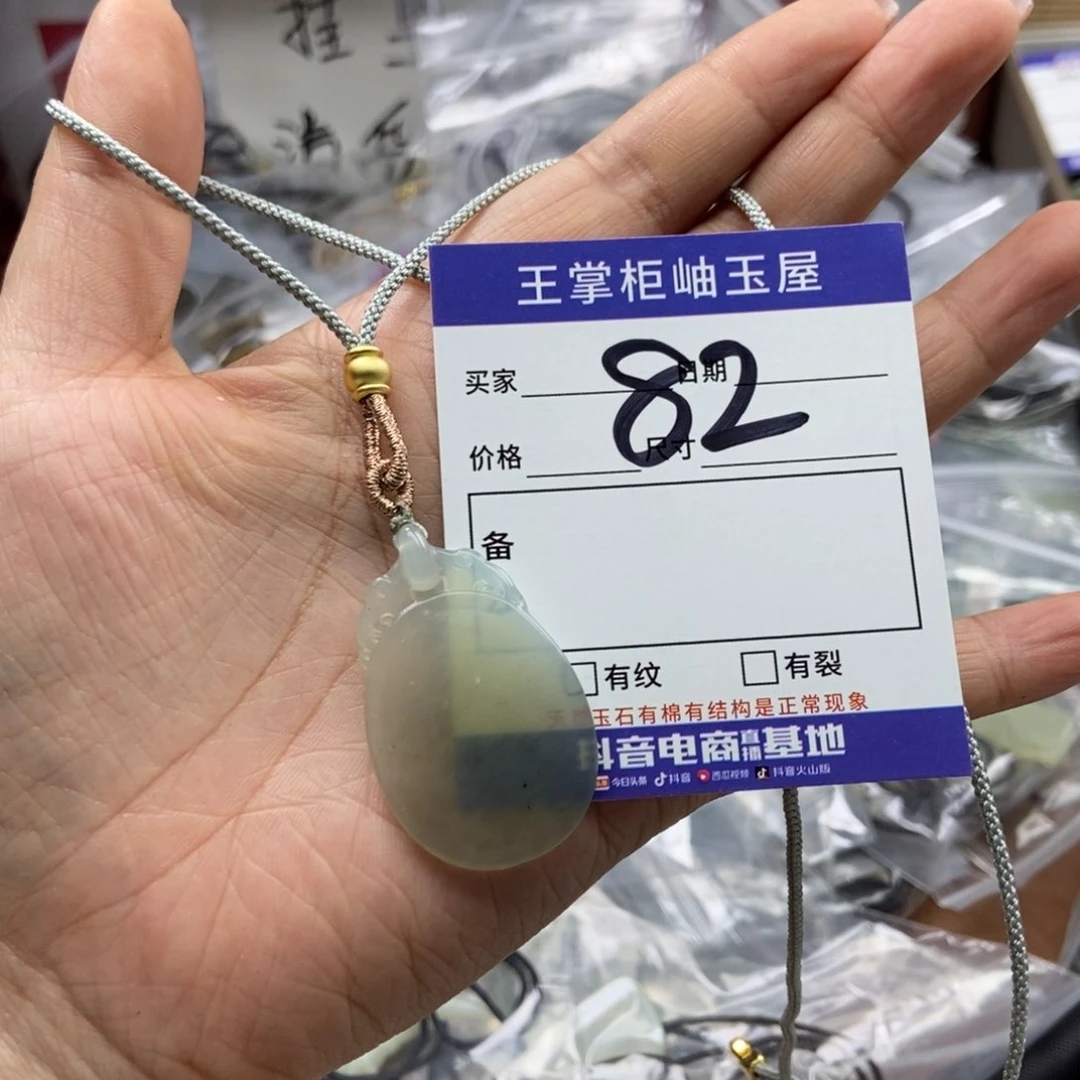 挂
消
王掌柜岫玉屋
82
买家 日期
价格 尺寸
备
有纹 有裂
玉石有棉有结构是正常现象
抖音电商直播基地
今日头条 抖音 西瓜视频 抖音火山版